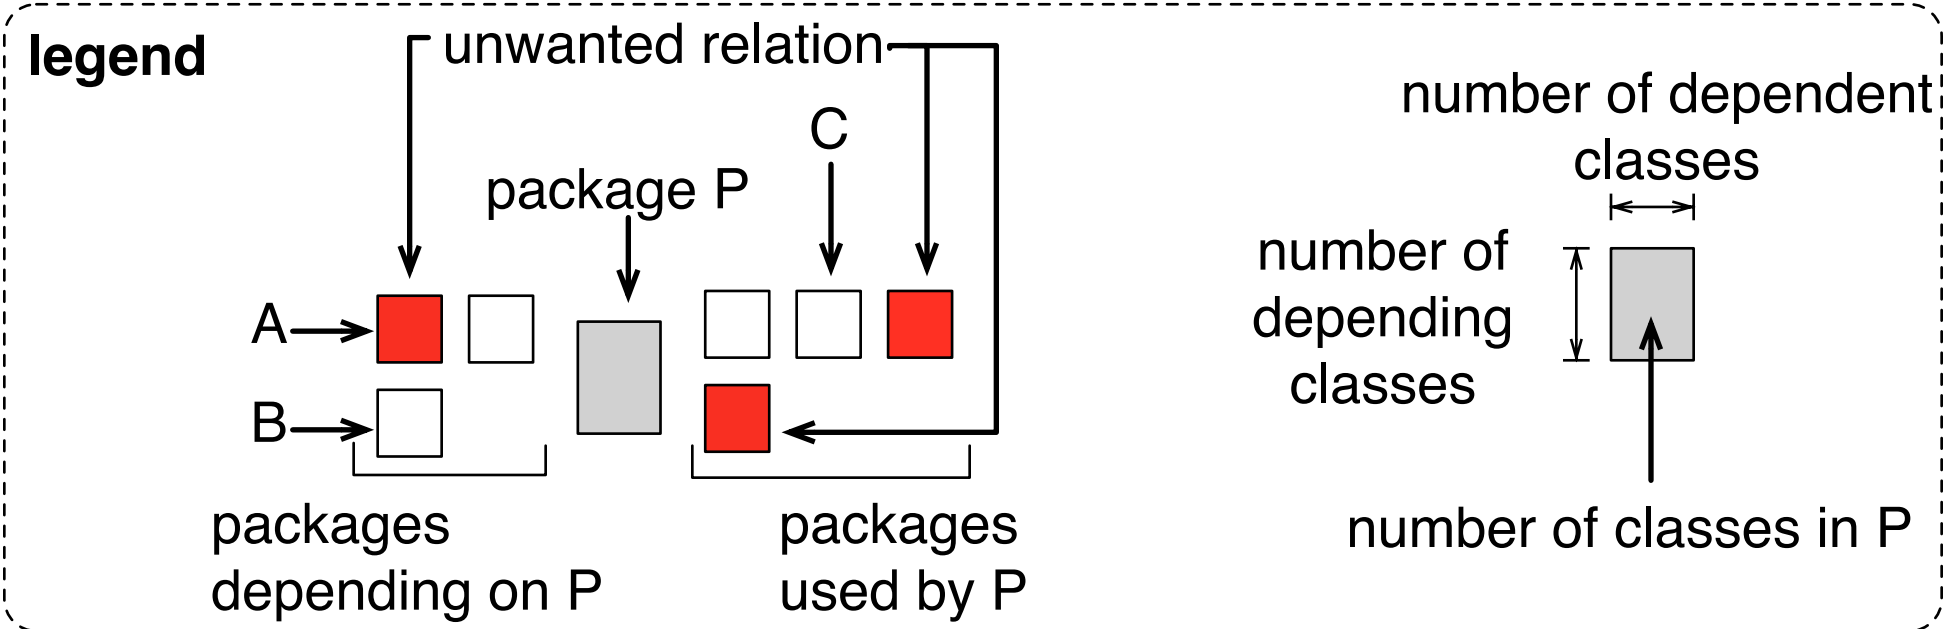 legend
unwanted relation
C
package P
A
B
packages
depending on P
packages
used by P
number of dependent
classes
number of
depending
classes
number of classes in P